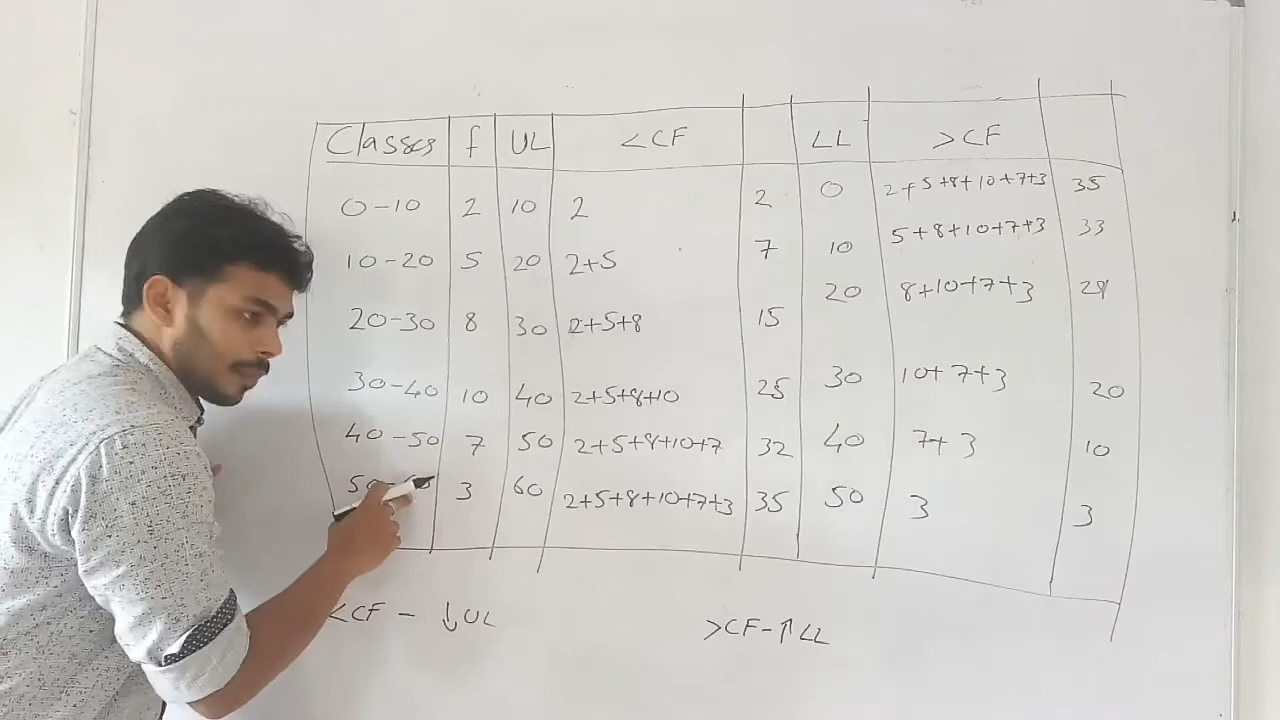 Classes f UL <CF LL >CF
0-10 2 10 2 2 0 2+5+8+10+7+3 35
10-20 5 20 2+5 7 10 5+8+10+7+3 33
20-30 8 30 2+5+8 15 20 8+10+7+3 28
30-40 10 40 2+5+8+10 25 30 10+7+3 20
40-50 7 50 2+5+8+10+7 32 40 7+3 10
50- 3 60 2+5+8+10+7+3 35 50 3 3
<CF - ↓UL >CF-↑LL